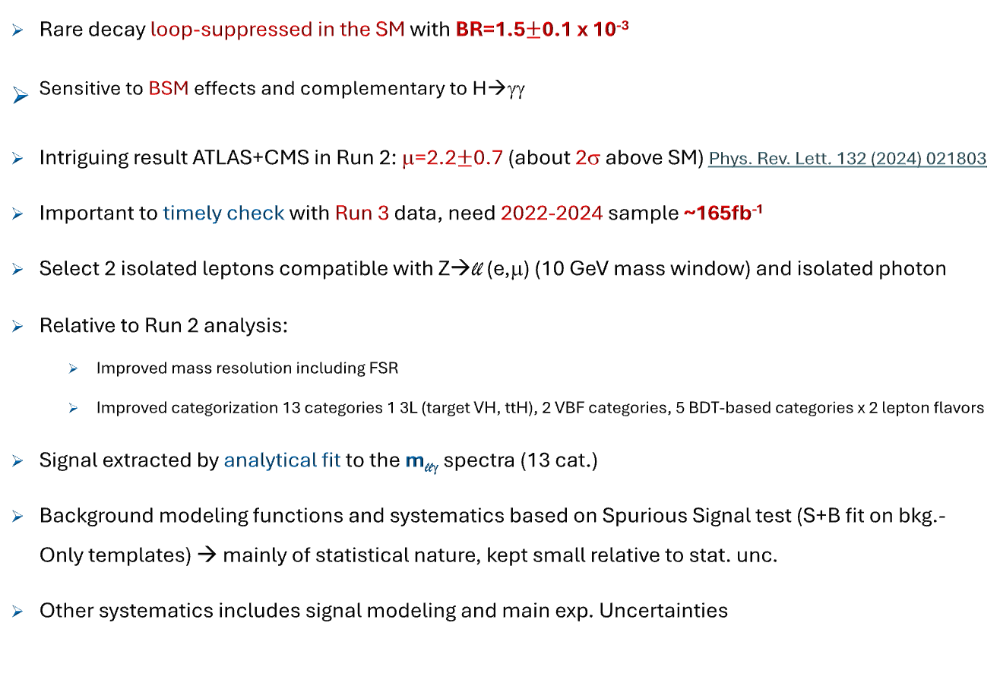 ➢ Rare decay loop-suppressed in the SM with BR=1.5±0.1 x 10⁻³
➢ Sensitive to BSM effects and complementary to H→γγ
➢ Intriguing result ATLAS+CMS in Run 2: μ=2.2±0.7 (about 2σ above SM) Phys. Rev. Lett. 132 (2024) 021803
➢ Important to timely check with Run 3 data, need 2022-2024 sample ~165fb⁻¹
➢ Select 2 isolated leptons compatible with Z→ℓℓ (e,μ) (10 GeV mass window) and isolated photon
➢ Relative to Run 2 analysis:
➢ Improved mass resolution including FSR
➢ Improved categorization 13 categories 1 3L (target VH, ttH), 2 VBF categories, 5 BDT-based categories x 2 lepton flavors
➢ Signal extracted by analytical fit to the mℓℓγ spectra (13 cat.)
➢ Background modeling functions and systematics based on Spurious Signal test (S+B fit on bkg.-
Only templates) → mainly of statistical nature, kept small relative to stat. unc.
➢ Other systematics includes signal modeling and main exp. Uncertainties